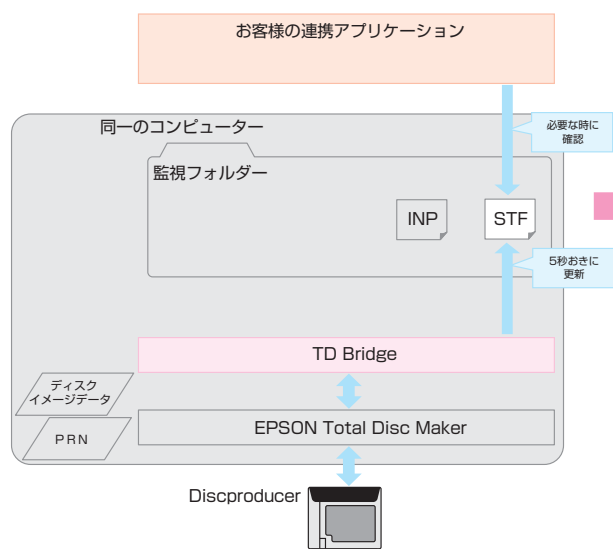 お客様の連携アプリケーション
同一のコンピューター
必要な時に
確認
監視フォルダー
INP
STF
5秒おきに
更新
TD Bridge
ディスク
イメージデータ
EPSON Total Disc Maker
PRN
Discproducer